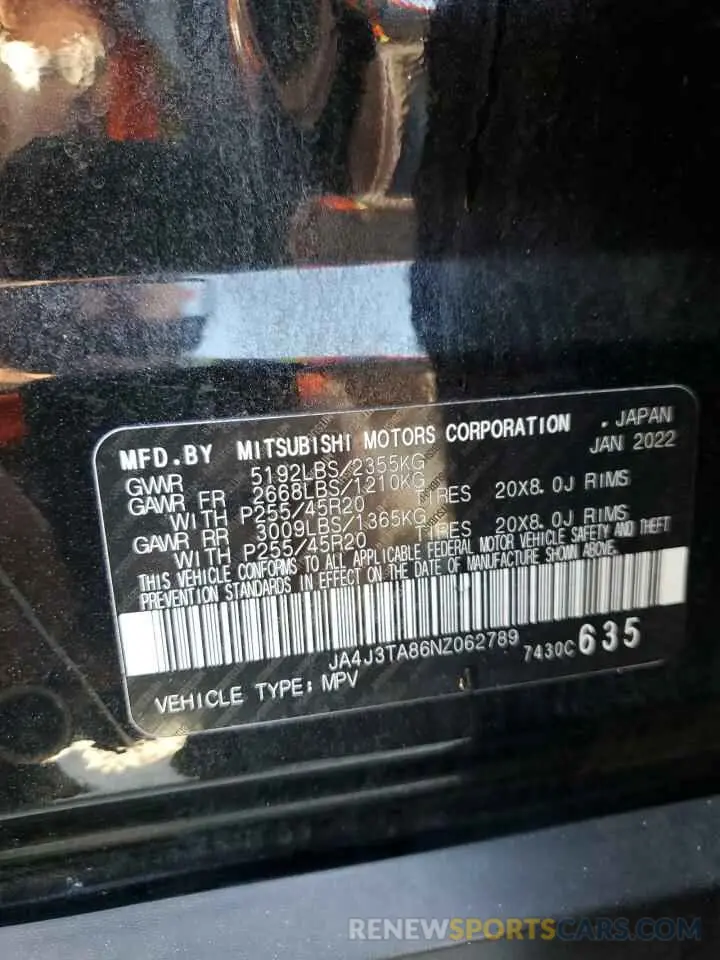 MFD.BY MITSUBISHI MOTORS CORPORATION . JAPAN
JAN 2022
GVWR 5192LBS/2355KG
GAWR FR 2668LBS/1210KG
WITH P255/45R20 TIRES 20X8.0J RIMS
GAWR RR 3009LBS/1365KG
WITH P255/45R20 TIRES 20X8.0J RIMS
THIS VEHICLE CONFORMS TO ALL APPLICABLE FEDERAL MOTOR VEHICLE SAFETY AND THEFT
PREVENTION STANDARDS IN EFFECT ON THE DATE OF MANUFACTURE SHOWN ABOVE.
JA4J3TA86NZ062789 7430C 635
VEHICLE TYPE: MPV
RENEWSPORTSCARS.COM